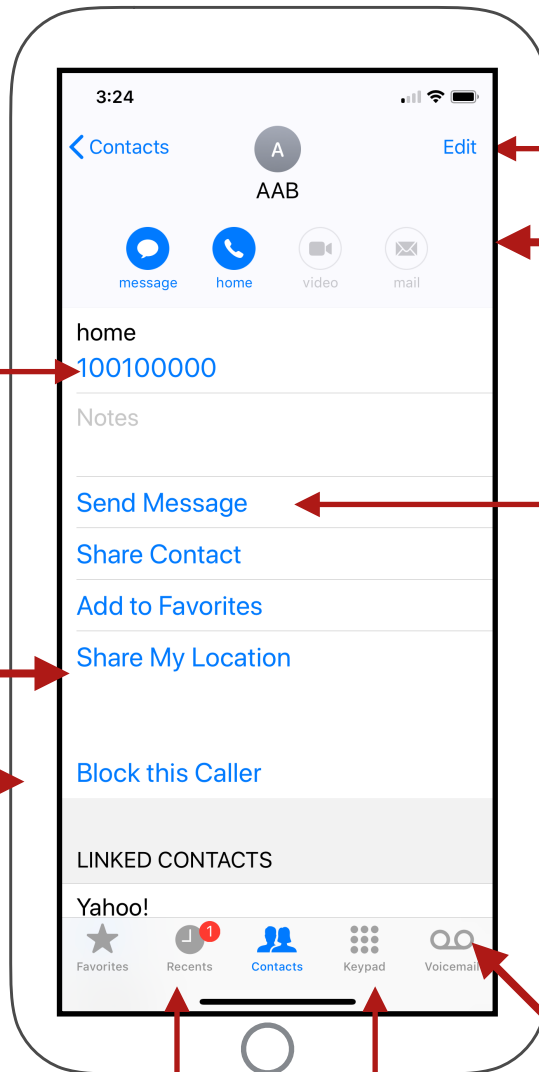 3:24
Contacts
A
Edit
AAB
message home video mail
home
100100000
Notes
Send Message
Share Contact
Add to Favorites
Share My Location
Block this Caller
LINKED CONTACTS
Yahoo!
1
Favorites Recents Contacts Keypad Voicemail